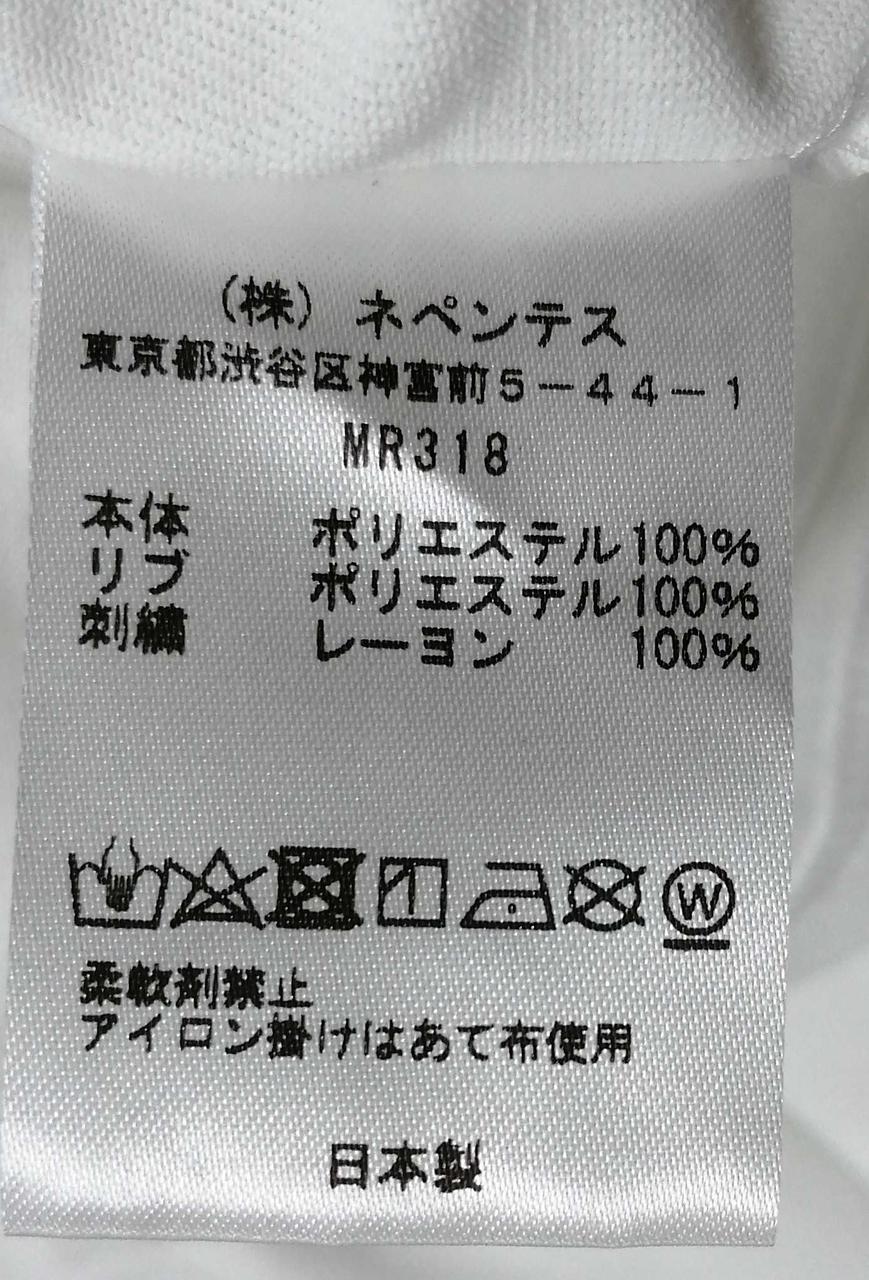 (株) ネペンテス
東京都渋谷区神宮前5-44-1
MR318
本体 ポリエステル100%
リブ ポリエステル100%
刺繍 レーヨン 100%
W
柔軟剤禁止
アイロン掛けはあて布使用
日本製